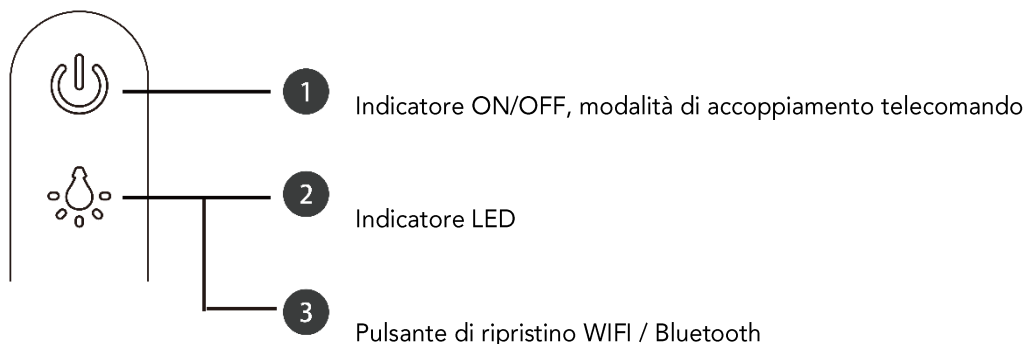 1
Indicatore ON/OFF, modalità di accoppiamento telecomando
2
Indicatore LED
3
Pulsante di ripristino WIFI / Bluetooth